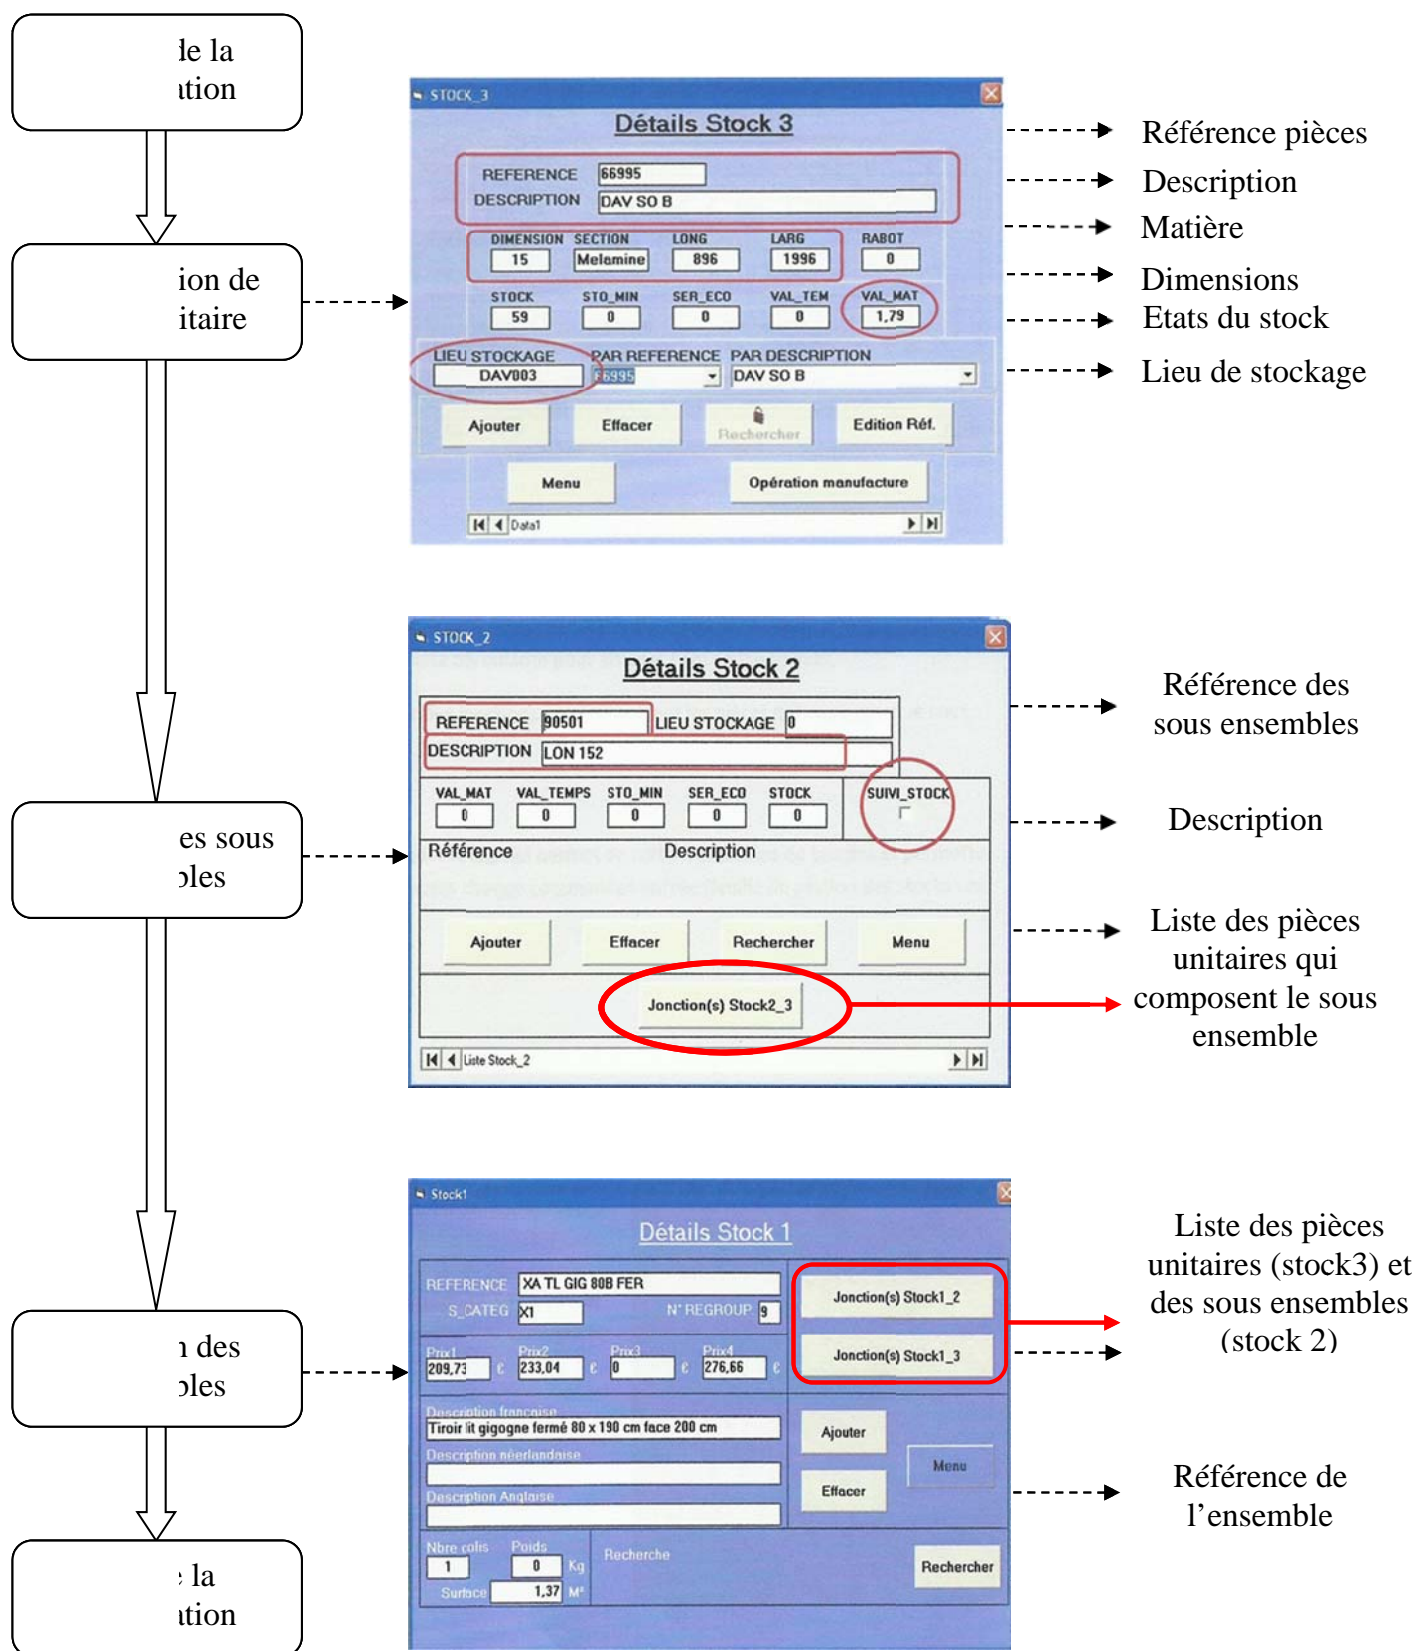 de la
ation
STOCK_3
Détails Stock 3
REFERENCE 66995
DESCRIPTION DAV SO B
DIMENSION SECTION LONG LARG RABOT
15 Melamine 896 1996 0
STOCK STO_MIN SER_ECO VAL_TEM VAL_MAT
59 0 0 0 1,79
LIEU STOCKAGE PAR REFERENCE PAR DESCRIPTION
DAV003 66995 DAV SO B
Ajouter Effacer Rechercher Edition Réf.
Menu Opération manufacture
Data1
Référence pièces
Description
Matière
Dimensions
Etats du stock
Lieu de stockage
ion de
itaire
STOCK_2
Détails Stock 2
REFERENCE 90501 LIEU STOCKAGE 0
DESCRIPTION LON 152
VAL_MAT VAL_TEMPS STO_MIN SER_ECO STOCK SUIVI_STOCK
0 0 0 0 0
Référence Description
Ajouter Effacer Rechercher Menu
Jonction(s) Stock2_3
Liste Stock_2
Référence des
sous ensembles
Description
Liste des pièces
unitaires qui
composent le sous
ensemble
es sous
bles
Stock1
Détails Stock 1
REFERENCE XA TL GIG 80B FER
S_CATEG X1 N° REGROUP 9
Jonction(s) Stock1_2
Jonction(s) Stock1_3
Prix1 Prix2 Prix3 Prix4
209,73 € 233,04 € 0 € 276,66 €
Description française
Tiroir lit gigogne fermé 80 x 190 cm face 200 cm
Description néerlandaise
Description Anglaise
Ajouter
Menu
Effacer
Nbre colis Poids Recherche
1 0 Kg
Surface 1,37 M²
Rechercher
Liste des pièces
unitaires (stock3) et
des sous ensembles
(stock 2)
Référence de
l’ensemble
n des
bles
la
ation